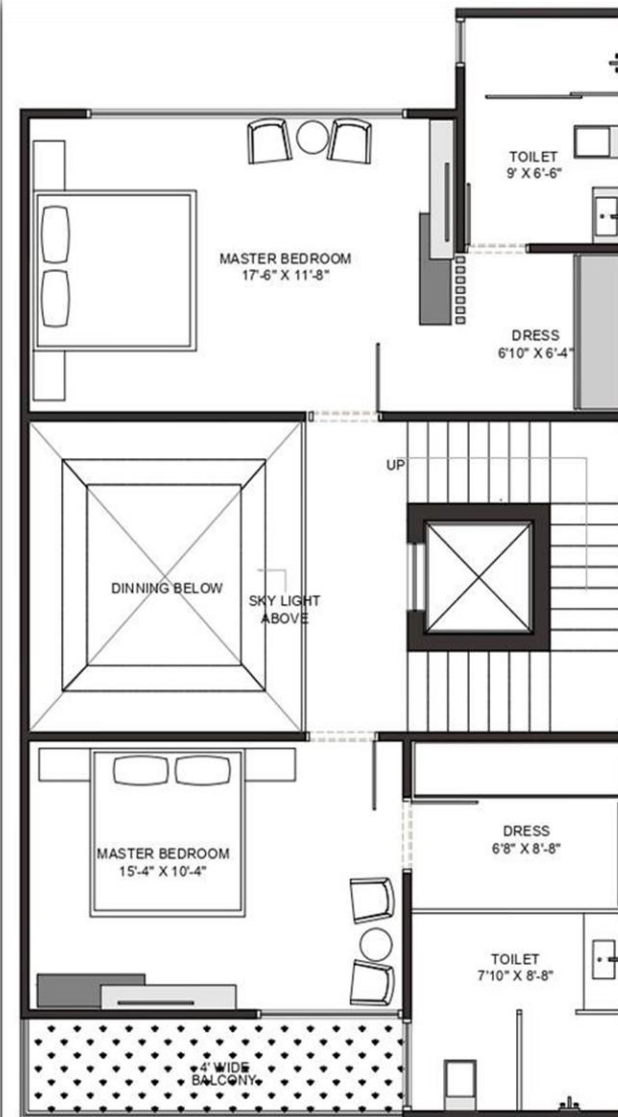 TOILET
9' X 6'-6"
MASTER BEDROOM
17'-6" X 11'-8"
DRESS
6'10" X 6'-4"
UP
DINNING BELOW
SKY LIGHT
ABOVE
MASTER BEDROOM
15'-4" X 10'-4"
DRESS
6'8" X 8'-8"
TOILET
7'10" X 8'-8"
4' WIDE
BALCONY